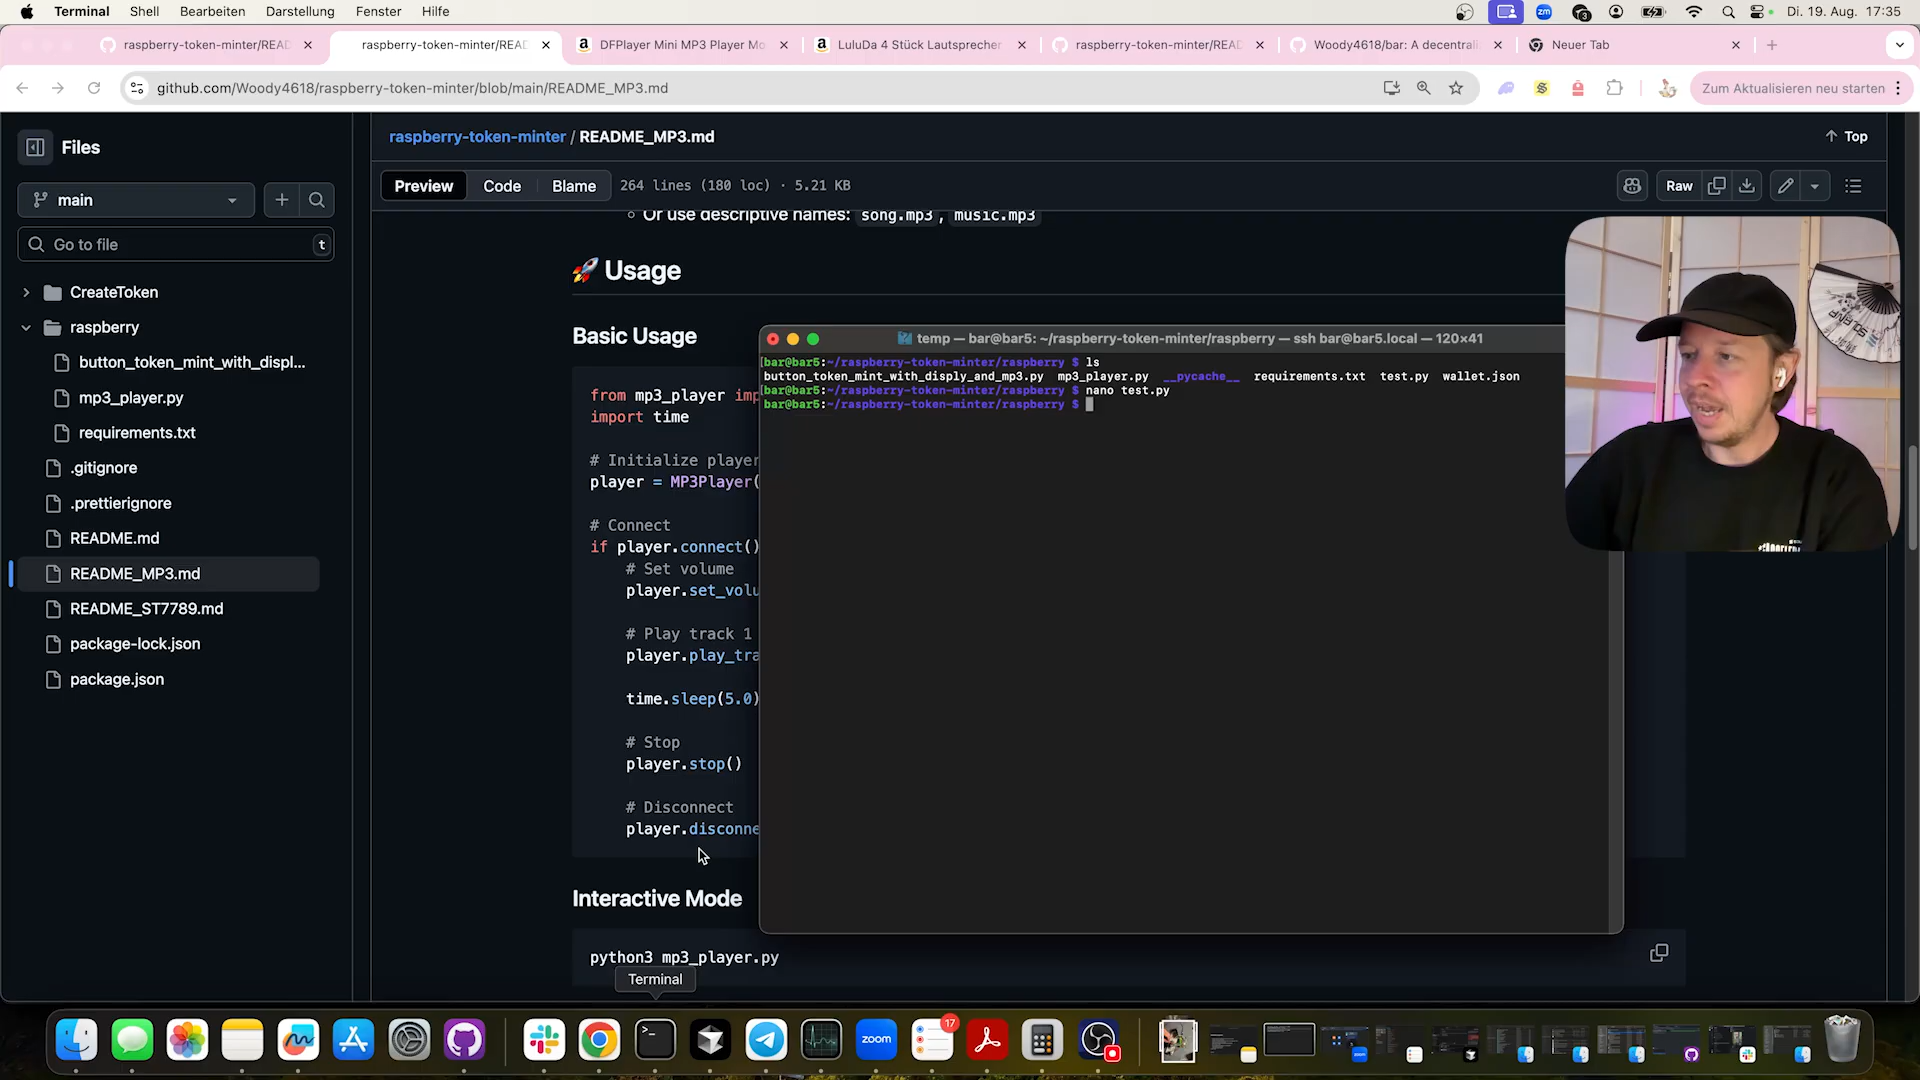 Terminal Shell Bearbeiten Darstellung Fenster Hilfe
3
zm
Di. 19. Aug. 17:35
raspberry-token-minter/REAL
raspberry-token-minter/REAL
DFPlayer Mini MP3 Player Mo
LuluDa 4 Stück Lautsprecher
raspberry-token-minter/REAL
Woody4618/bar: A decentrali
Neuer Tab
github.com/Woody4618/raspberry-token-minter/blob/main/README_MP3.md
Zum Aktualisieren neu starten
Files
main
Go to file
t
CreateToken
raspberry
button_token_mint_with_displ...
mp3_player.py
requirements.txt
.gitignore
.prettierignore
README.md
README_MP3.md
README_ST7789.md
package-lock.json
package.json
raspberry-token-minter / README_MP3.md
Top
Preview Code Blame 264 lines (180 loc) · 5.21 KB
Raw
Or use descriptive names: song.mp3 , music.mp3
🚀 Usage
Basic Usage
from mp3_player imp
import time
# Initialize player
player = MP3Player(
# Connect
if player.connect()
# Set volume
player.set_volu
# Play track 1
player.play_tra
time.sleep(5.0)
# Stop
player.stop()
# Disconnect
player.disconne
Interactive Mode
python3 mp3_player.py
temp — bar@bar5: ~/raspberry-token-minter/raspberry — ssh bar@bar5.local — 120×41
[bar@bar5:~/raspberry-token-minter/raspberry $ ls
button_token_mint_with_disply_and_mp3.py mp3_player.py __pycache__ requirements.txt test.py wallet.json
[bar@bar5:~/raspberry-token-minter/raspberry $ nano test.py
bar@bar5:~/raspberry-token-minter/raspberry $
Terminal
17
zoom